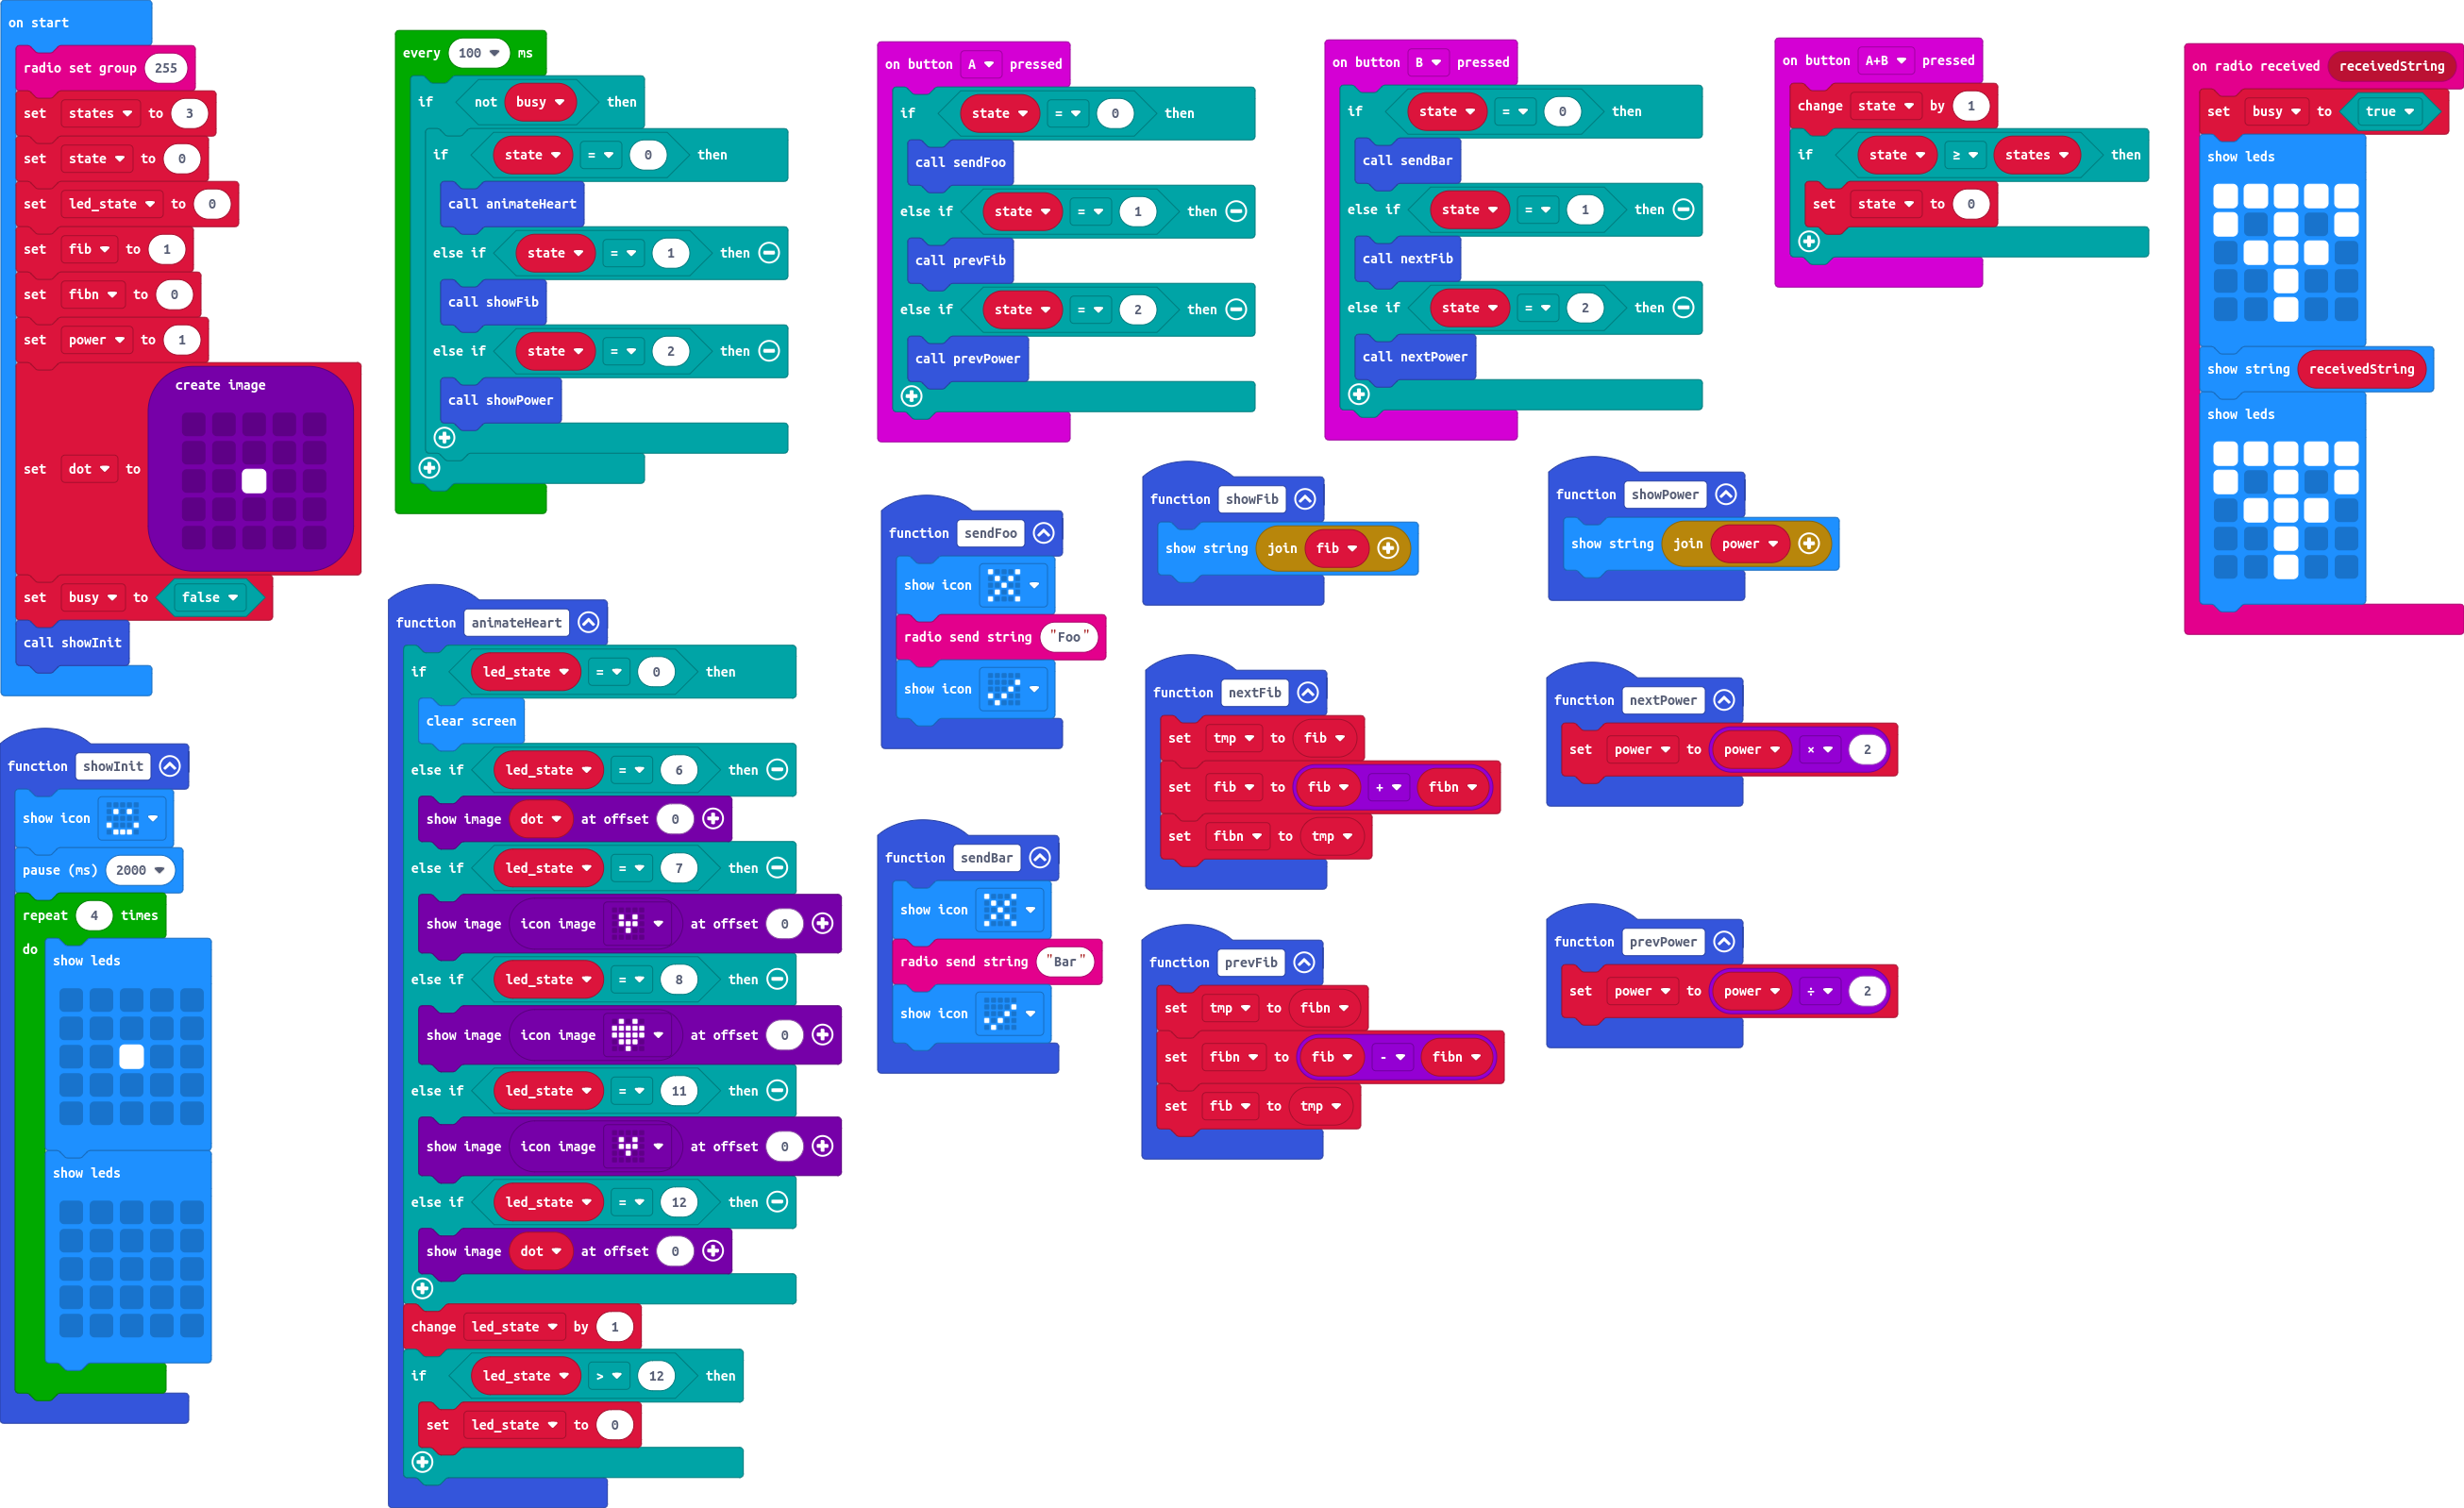 on start
radio set group 255
set states to 3
set state to 0
set led_state to 0
set fib to 1
set fibn to 0
set power to 1
set dot to create image
set busy to false
call showInit
function showInit
show icon
pause (ms) 2000
repeat 4 times
do
show leds
show leds
every 100 ms
if not busy then
if state = 0 then
call animateHeart
else if state = 1 then
call showFib
else if state = 2 then
call showPower
function animateHeart
if led_state = 0 then
clear screen
else if led_state = 6 then
show image dot at offset 0
else if led_state = 7 then
show image icon image at offset 0
else if led_state = 8 then
show image icon image at offset 0
else if led_state = 11 then
show image icon image at offset 0
else if led_state = 12 then
show image dot at offset 0
change led_state by 1
if led_state > 12 then
set led_state to 0
on button A pressed
if state = 0 then
call sendFoo
else if state = 1 then
call prevFib
else if state = 2 then
call prevPower
function sendFoo
show icon
radio send string "Foo"
show icon
function sendBar
show icon
radio send string "Bar"
show icon
on button B pressed
if state = 0 then
call sendBar
else if state = 1 then
call nextFib
else if state = 2 then
call nextPower
function showFib
show string join fib
function nextFib
set tmp to fib
set fib to fib + fibn
set fibn to tmp
function prevFib
set tmp to fibn
set fibn to fib - fibn
set fib to tmp
function showPower
show string join power
function nextPower
set power to power × 2
function prevPower
set power to power ÷ 2
on button A+B pressed
change state by 1
if state ≥ states then
set state to 0
on radio received receivedString
set busy to true
show leds
show string receivedString
show leds